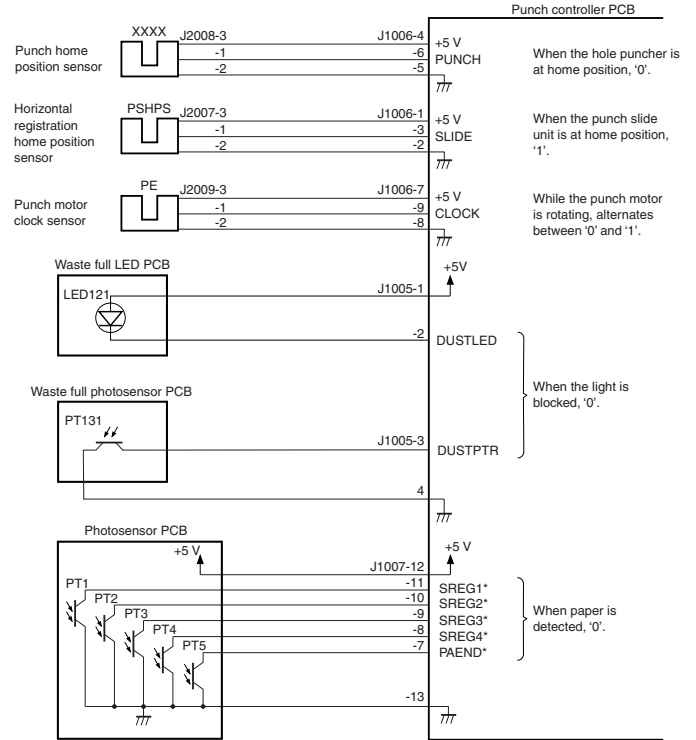 Punch controller PCB
Punch home
position sensor
XXXX
J2008-3
-1
-2
J1006-4
-6
-5
+5 V
PUNCH
When the hole puncher is
at home position, ‘0’.
Horizontal
registration
home position
sensor
PSHPS
J2007-3
-1
-2
J1006-1
-3
-2
+5 V
SLIDE
When the punch slide
unit is at home position,
‘1’.
Punch motor
clock sensor
PE
J2009-3
-1
-2
J1006-7
-9
-8
+5 V
CLOCK
While the punch motor
is rotating, alternates
between ‘0’ and ‘1’.
Waste full LED PCB
LED121
J1005-1
-2
+5V
DUSTLED
Waste full photosensor PCB
PT131
J1005-3
4
DUSTPTR
When the light is
blocked, ‘0’.
Photosensor PCB
+5 V
PT1
PT2
PT3
PT4
PT5
J1007-12
-11
-10
-9
-8
-7
-13
+5 V
SREG1*
SREG2*
SREG3*
SREG4*
PAEND*
When paper is
detected, ‘0’.